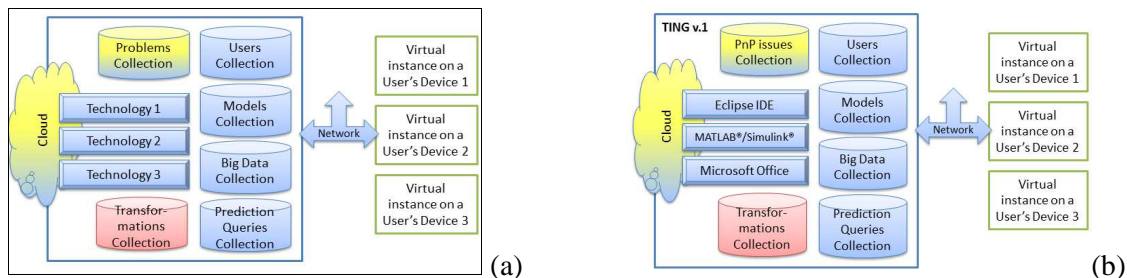 Problems
Collection
Users
Collection
Cloud
Technology 1
Technology 2
Technology 3
Models
Collection
Big Data
Collection
Transfor-
mations
Collection
Prediction
Queries
Collection
Network
Virtual
instance on a
User's Device 1
Virtual
instance on a
User's Device 2
Virtual
instance on a
User's Device 3
(a)
TING v.1
PnP issues
Collection
Users
Collection
Cloud
Eclipse IDE
MATLAB®/Simulink®
Microsoft Office
Models
Collection
Big Data
Collection
Transfor-
mations
Collection
Prediction
Queries
Collection
Network
Virtual
instance on a
User's Device 1
Virtual
instance on a
User's Device 2
Virtual
instance on a
User's Device 3
(b)